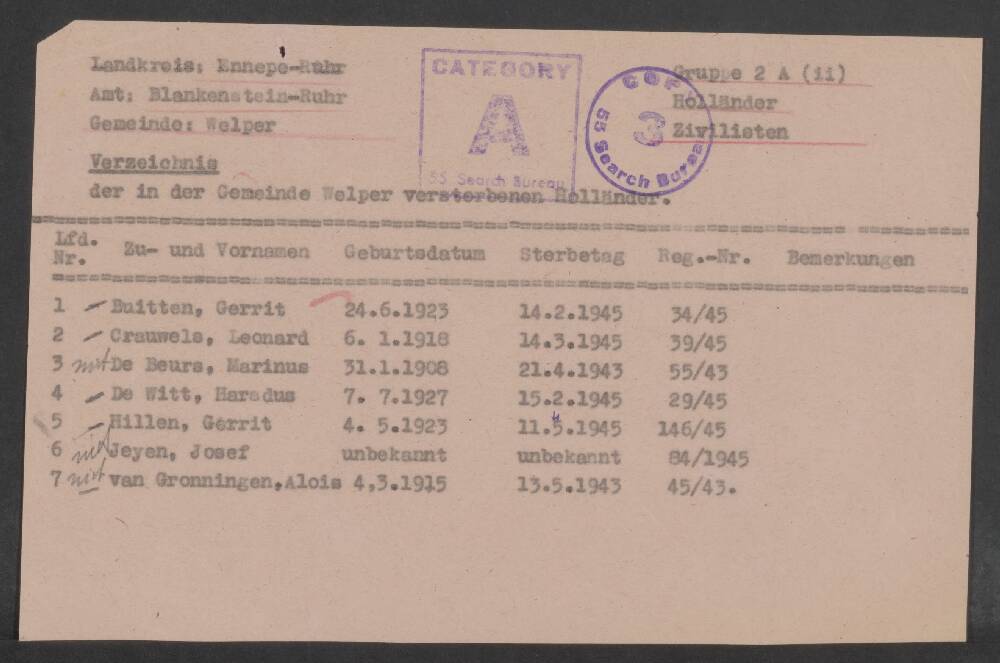 Landkreis: Ennepe-Ruhr
Amt: Blankenstein-Ruhr
Gemeinde: Welper
CATEGORY
A
55 Search Bureau
COPY
3
55 Search Bureau
Gruppe 2 A (ii)
Holländer
Zivilisten
Verzeichnis
der in der Gemeinde Welper verstorbenen Holländer.
Lfd. Nr. Zu- und Vornamen Geburtsdatum Sterbetag Reg.-Nr. Bemerkungen
1 Buitten, Gerrit 24.6.1923 14.2.1945 34/45
2 Crauwels, Leonard 6. 1.1918 14.3.1945 39/45
3 De Beurs, Marinus 31.1.1908 21.4.1943 55/43
4 De Witt, Haradus 7. 7.1927 15.2.1945 29/45
5 Hillen, Gerrit 4. 5.1923 11.5.1945 146/45
6 Jeyen, Josef unbekannt unbekannt 84/1945
7 van Gronningen,Alois 4,3.1915 13.5.1943 45/43.